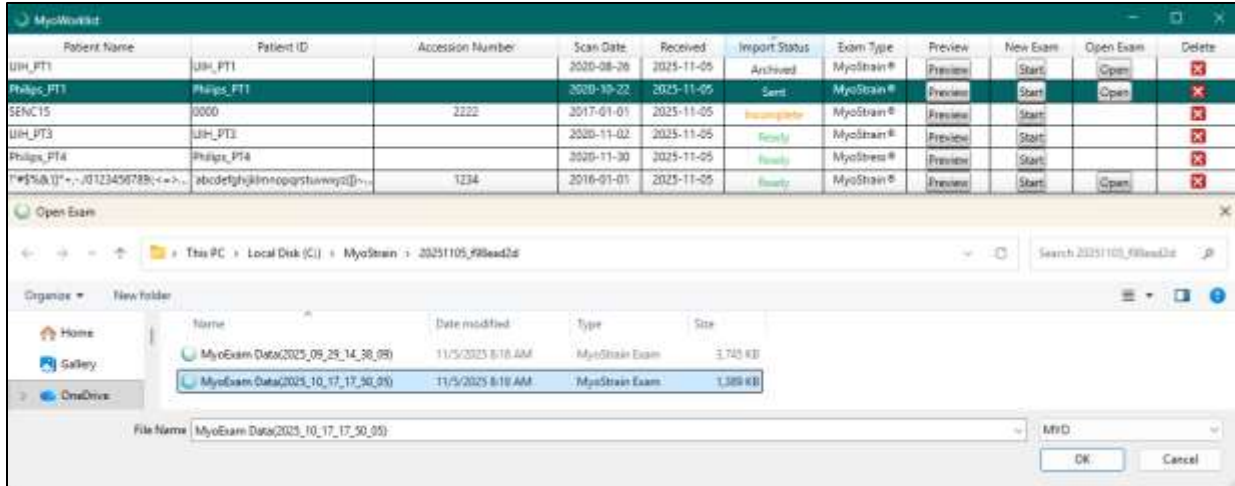 MyoWorklist
Patient Name Patient ID Accession Number Scan Date Received Import Status Exam Type Preview New Exam Open Exam Delete
UIH_PT1 UIH_PT1 2020-08-26 2025-11-05 Archived MyoStrain® Preview Start Open
Philips_PT1 Philips_PT1 2020-10-22 2025-11-05 Sent MyoStrain® Preview Start Open
SENC15 0000 2222 2017-01-01 2025-11-05 Incomplete MyoStrain® Preview Start
UIH_PT3 UIH_PT3 2020-11-02 2025-11-05 Ready MyoStrain® Preview Start
Philips_PT4 Philips_PT4 2020-11-30 2025-11-05 Ready MyoStress® Preview Start
1234 2016-01-01 2025-11-05 Ready MyoStrain® Preview Start Open
Open Exam
This PC > Local Disk (C:) > MyoStrain > 20251105_f98ead2d Search 20251105_f98ead2d
Organize New folder
Name Date modified Type Size
Home
MyoExam Data(2025_09_29_14_38_09) 11/5/2025 8:18 AM MyoStrain Exam 3,745 KB
Gallery
MyoExam Data(2025_10_17_17_50_05) 11/5/2025 8:18 AM MyoStrain Exam 1,389 KB
OneDrive
File Name MyoExam Data(2025_10_17_17_50_05) MYO
OK Cancel